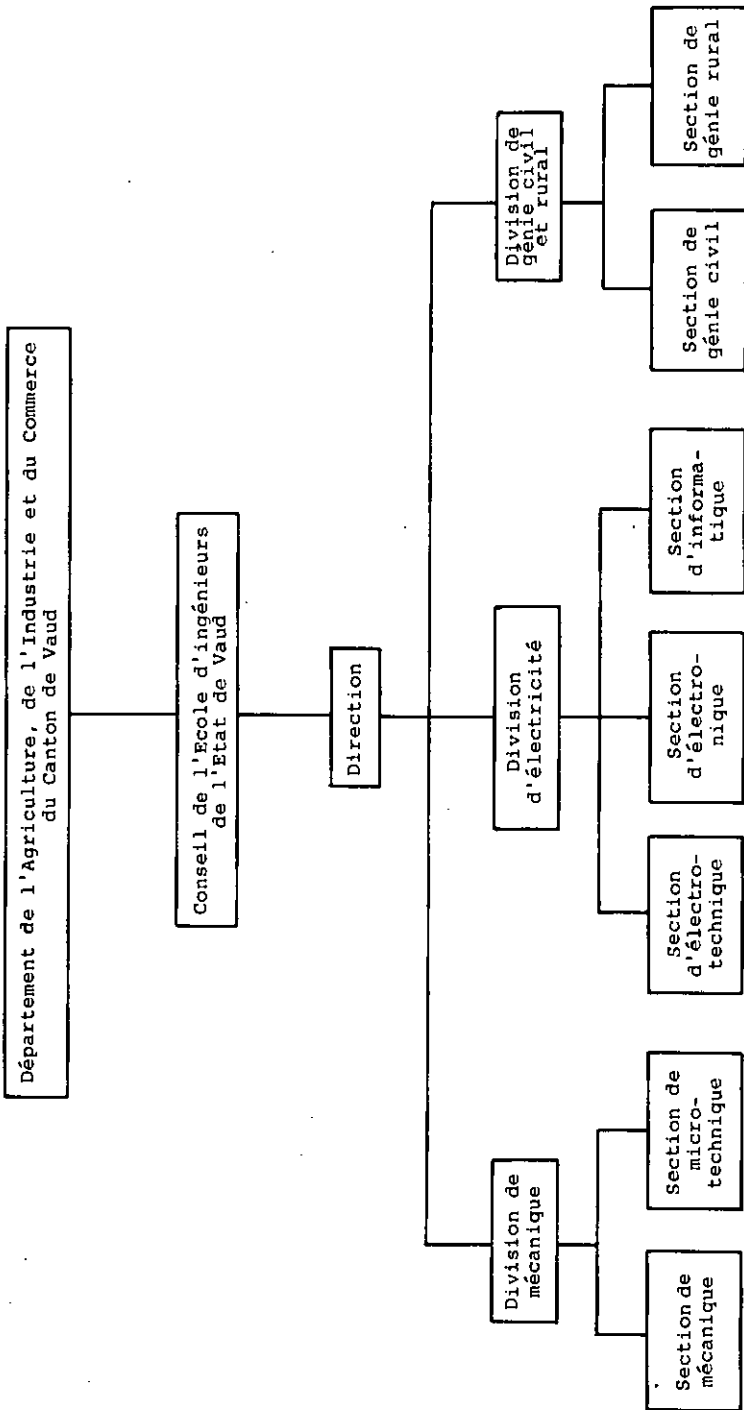 Département de l'Agriculture, de l'Industrie et du Commerce
du Canton de Vaud
Conseil de l'Ecole d'ingénieurs
de l'Etat de Vaud
Direction
Division de
mécanique
Division
d'électricité
Division de
génie civil
et rural
Section de
mécanique
Section de
micro-
technique
Section
d'électro-
technique
Section
d'électro-
nique
Section
d'informa-
tique
Section de
génie civil
Section de
génie rural